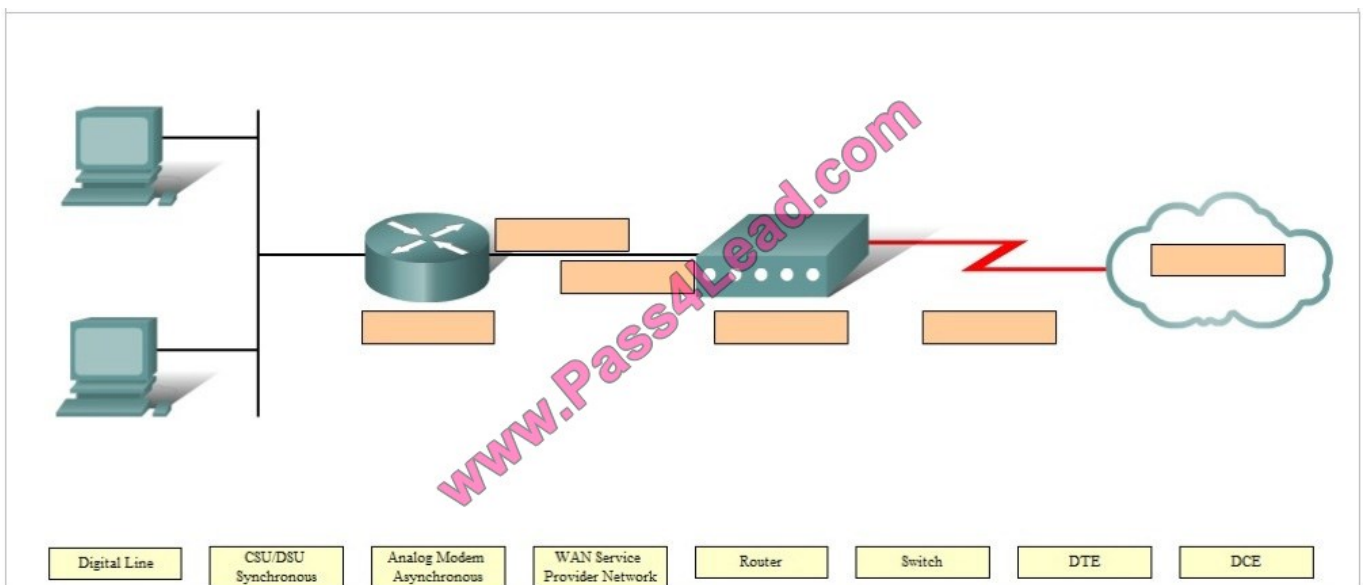 www.Pass4Lead.com
Digital Line
CSU/DSU
Synchronous
Analog Modem
Asynchronous
WAN Service
Provider Network
Router
Switch
DTE
DCE